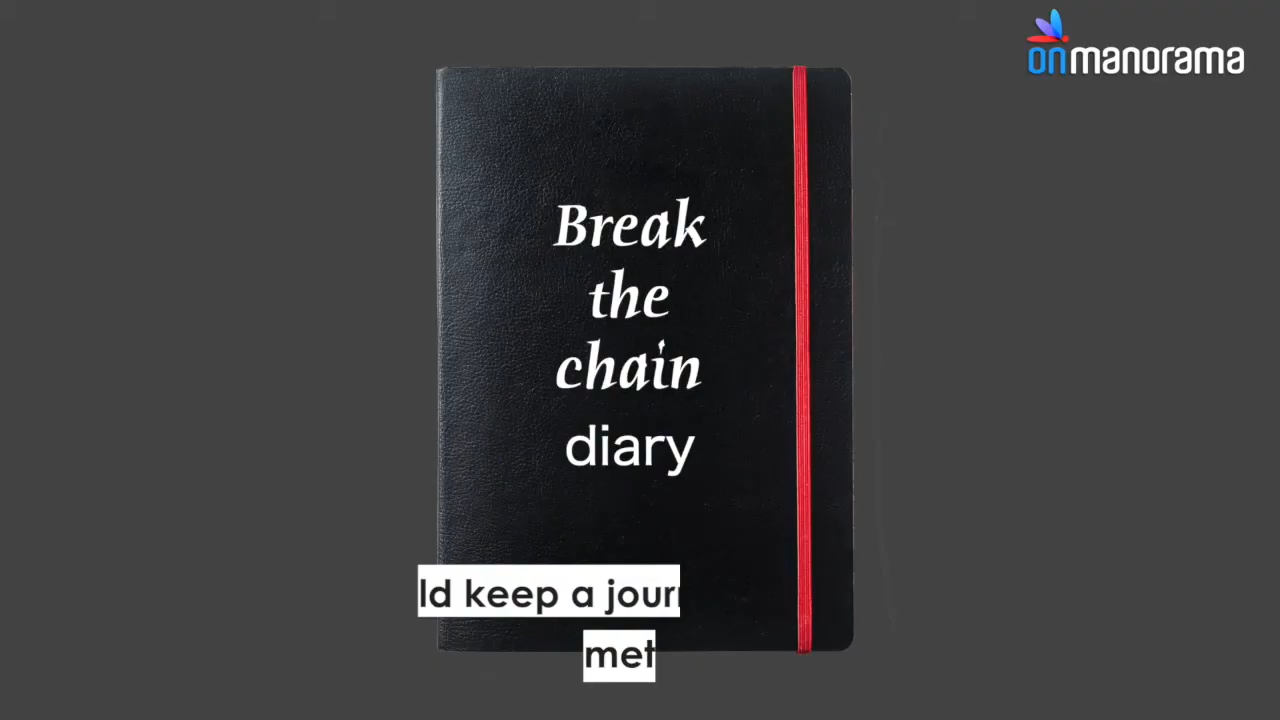 onmanorama
Break
the
chain
diary
ld keep a jour
met